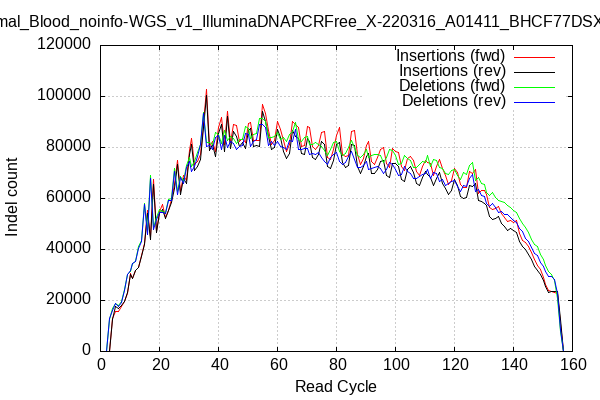 mal_Blood_noinfo-WGS_v1_IlluminaDNAPCRFree_X-220316_A01411_BHCF77DSX
Insertions (fwd)
Insertions (rev)
Deletions (fwd)
Deletions (rev)
120000
100000
80000
60000
40000
20000
0
Indel count
0 20 40 60 80 100 120 140 160
Read Cycle